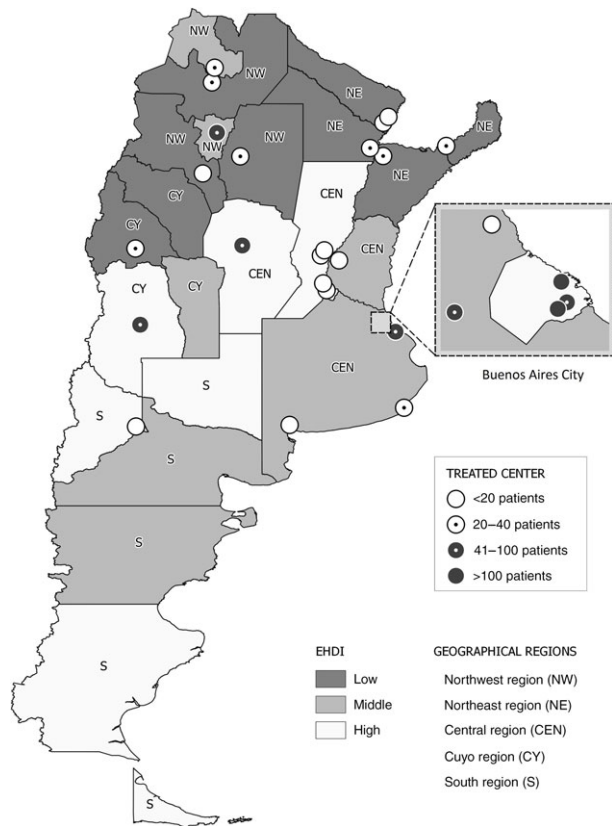 NW
NW
NE
NW
NW
NW
NE
NE
NE
CEN
CY
CY
CEN
CEN
CY
CY
CEN
S
S
S
S
S
S
Buenos Aires City
TREATED CENTER
<20 patients
20–40 patients
41–100 patients
>100 patients
EHDI
Low
Middle
High
GEOGRAPHICAL REGIONS
Northwest region (NW)
Northeast region (NE)
Central region (CEN)
Cuyo region (CY)
South region (S)